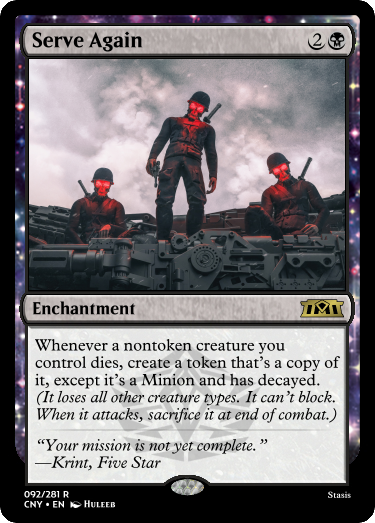 Serve Again 2
Enchantment
Whenever a nontoken creature you
control dies, create a token that's a copy of
it, except it's a Minion and has decayed.
(It loses all other creature types. It can't block.
When it attacks, sacrifice it at end of combat.)
“Your mission is not yet complete.”
—Krint, Five Star
092/281 R
CNY • EN Huleeb
Stasis